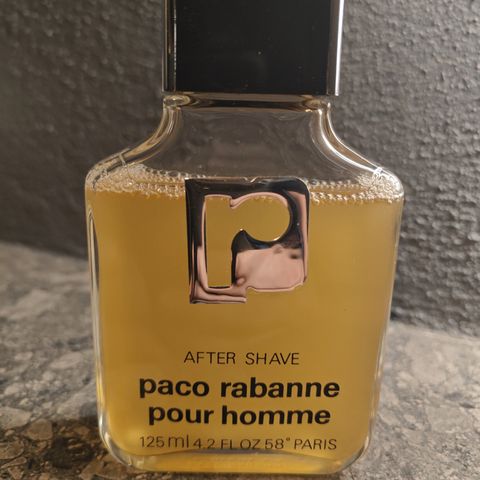 AFTER SHAVE
paco rabanne
pour homme
125 ml 4.2 FL OZ 58° PARIS